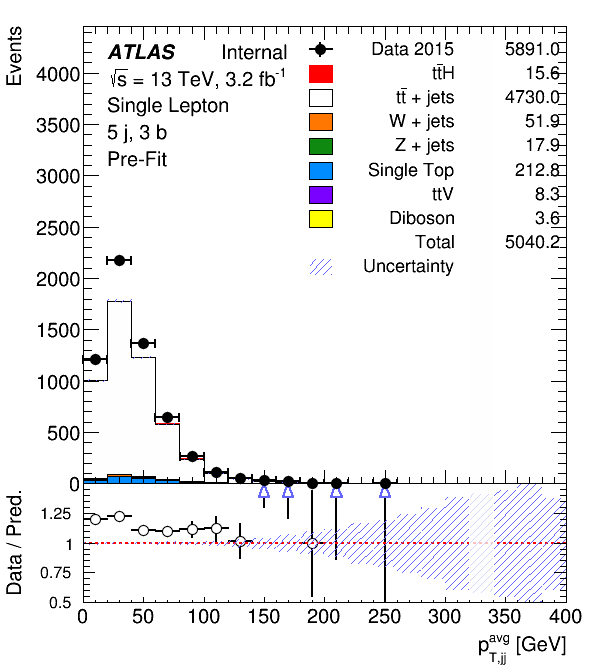 Events
ATLAS Internal
√s = 13 TeV, 3.2 fb⁻¹
Single Lepton
5 j, 3 b
Pre-Fit
Data 2015 5891.0
tt̄H 15.6
tt̄ + jets 4730.0
W + jets 51.9
Z + jets 17.9
Single Top 212.8
ttV 8.3
Diboson 3.6
Total 5040.2
Uncertainty
4000
3500
3000
2500
2000
1500
1000
500
0
Data / Pred.
1.25
1
0.75
0.5
0 50 100 150 200 250 300 350 400
p_{T,jj}^{avg} [GeV]